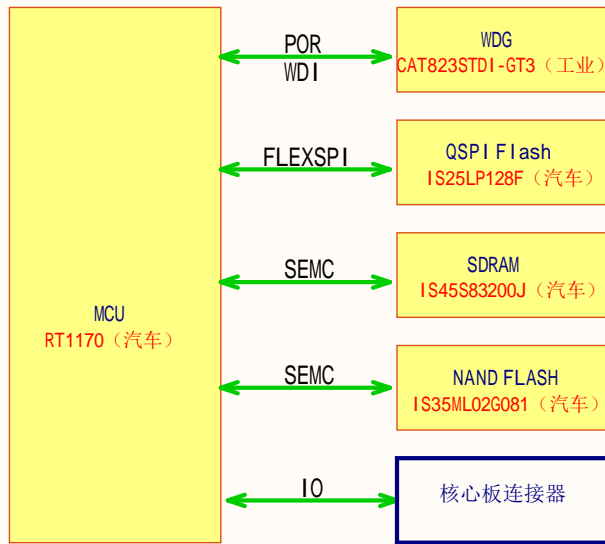 MCU
RT1170（汽车）
POR
WDI
WDG
CAT823STDI-GT3（工业）
FLEXSPI
QSPI Flash
IS25LP128F（汽车）
SEMC
SDRAM
IS45S83200J（汽车）
SEMC
NAND FLASH
IS35ML02G081（汽车）
IO
核心板连接器